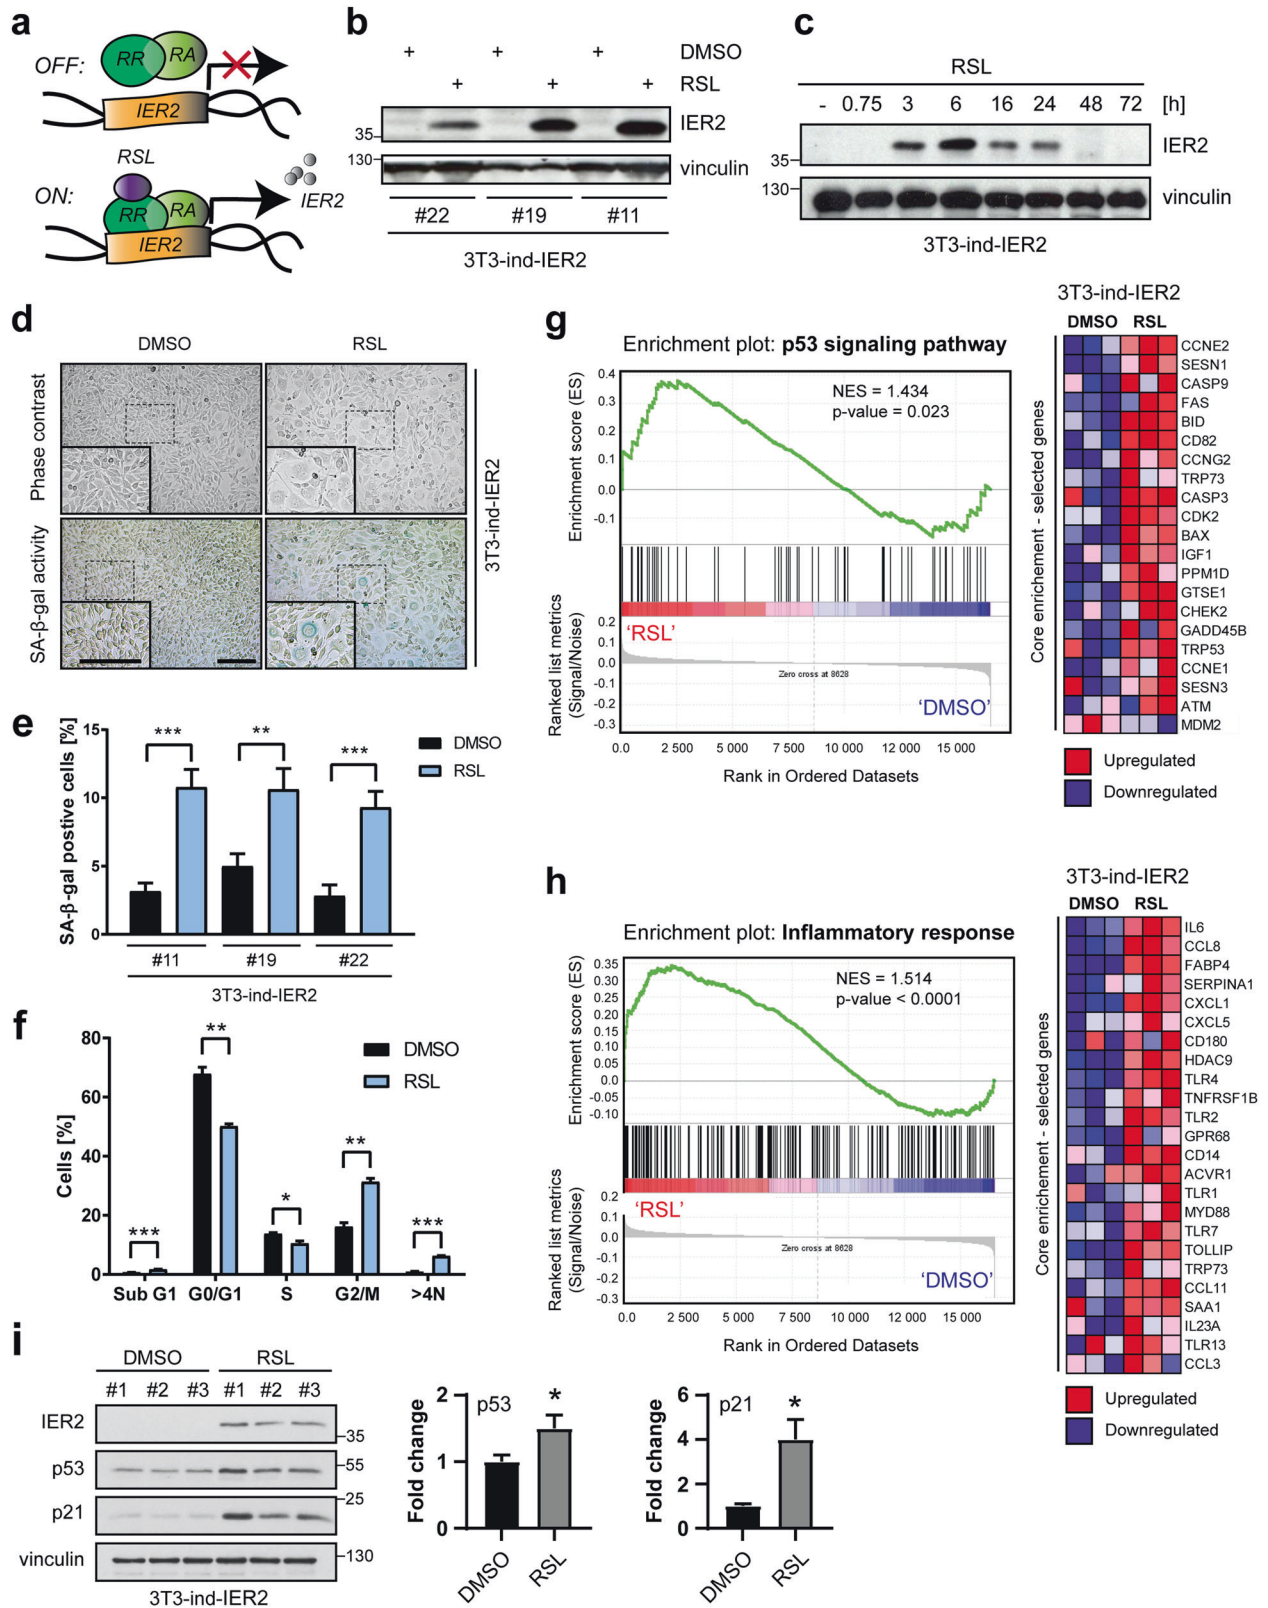 a
OFF:
RR
RA
IER2
RSL
ON:
RR
RA
IER2
IER2
b
+ + + DMSO
+ + + RSL
35
IER2
130
vinculin
#22 #19 #11
3T3-ind-IER2
c
RSL
- 0.75 3 6 16 24 48 72 [h]
35
IER2
130
vinculin
3T3-ind-IER2
d
DMSO RSL
Phase contrast
SA-β-gal activity
3T3-ind-IER2
e
SA-β-gal postive cells [%]
15
10
5
0
*** ** ***
DMSO
RSL
#11 #19 #22
3T3-ind-IER2
f
Cells [%]
80
60
40
20
0
*** ** * ** ***
DMSO
RSL
Sub G1 G0/G1 S G2/M >4N
g
Enrichment plot: p53 signaling pathway
NES = 1.434
p-value = 0.023
Enrichment score (ES)
0.4
0.3
0.2
0.1
0.0
-0.1
Ranked list metrics
(Signal/Noise)
0.2
0.1
0.0
-0.1
-0.2
-0.3
'RSL'
Zero cross at 8628
'DMSO'
0.0 2 500 5 000 7 500 10 000 12 500 15 000
Rank in Ordered Datasets
3T3-ind-IER2
DMSO RSL
Core enrichement - selected genes
CCNE2
SESN1
CASP9
FAS
BID
CD82
CCNG2
TRP73
CASP3
CDK2
BAX
IGF1
PPM1D
GTSE1
CHEK2
GADD45B
TRP53
CCNE1
SESN3
ATM
MDM2
Upregulated
Downregulated
h
Enrichment plot: Inflammatory response
NES = 1.514
p-value < 0.0001
Enrichment score (ES)
0.35
0.30
0.25
0.20
0.15
0.10
0.05
0.0
-0.05
-0.10
Ranked list metrics
(Signal/Noise)
0.2
0.1
0.0
-0.1
-0.2
-0.3
'RSL'
Zero cross at 8628
'DMSO'
0.0 2 500 5 000 7 500 10 000 12 500 15 000
Rank in Ordered Datasets
3T3-ind-IER2
DMSO RSL
Core enrichement - selected genes
IL6
CCL8
FABP4
SERPINA1
CXCL1
CXCL5
CD180
HDAC9
TLR4
TNFRSF1B
TLR2
GPR68
CD14
ACVR1
TLR1
MYD88
TLR7
TOLLIP
TRP73
CCL11
SAA1
IL23A
TLR13
CCL3
Upregulated
Downregulated
i
DMSO RSL
#1 #2 #3 #1 #2 #3
IER2
35
p53
55
25
p21
vinculin
130
3T3-ind-IER2
Fold change
2
1
0
p53
*
DMSO RSL
Fold change
6
4
2
0
p21
*
DMSO RSL